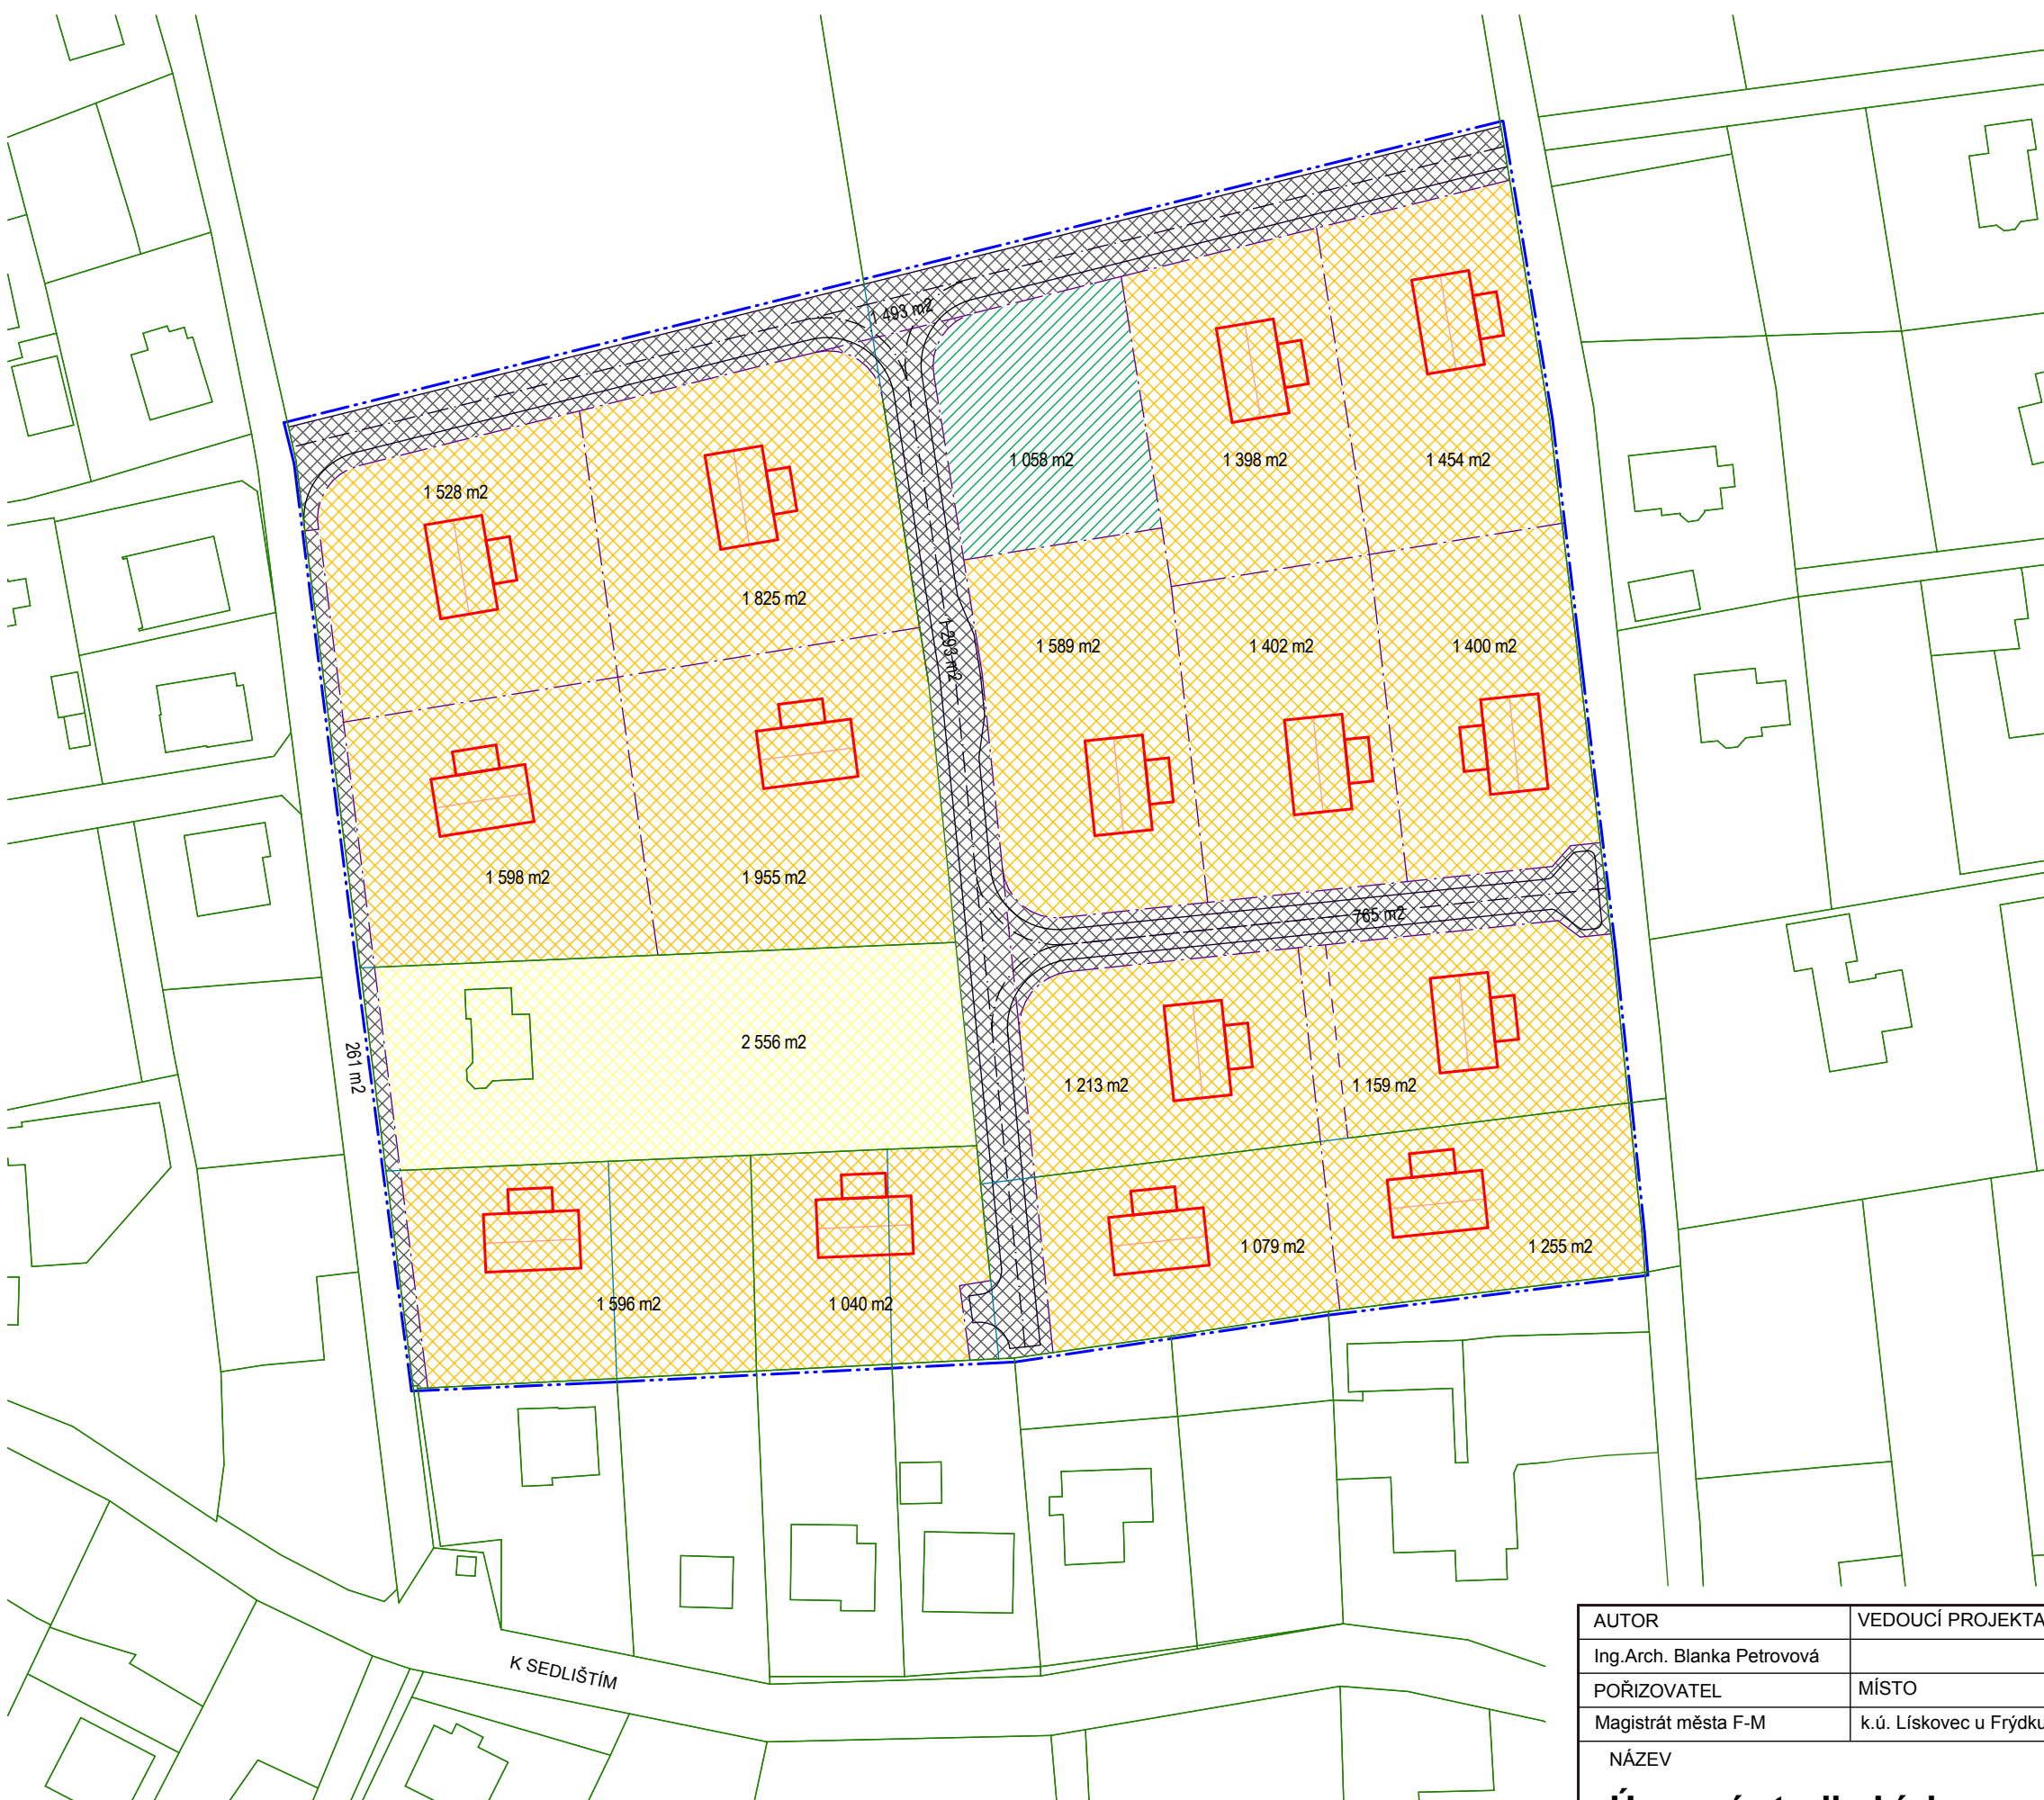 1 493 m2
1 058 m2
1 398 m2
1 454 m2
1 528 m2
1 825 m2
1 293 m2
1 589 m2
1 402 m2
1 400 m2
1 598 m2
1 955 m2
765 m2
261 m2
2 556 m2
1 213 m2
1 159 m2
1 079 m2
1 255 m2
1 596 m2
1 040 m2
K SEDLIŠTÍM
AUTOR
VEDOUCÍ PROJEKTA
Ing.Arch. Blanka Petrovová
POŘIZOVATEL
MÍSTO
Magistrát města F-M
k.ú. Lískovec u Frýdku
NÁZEV